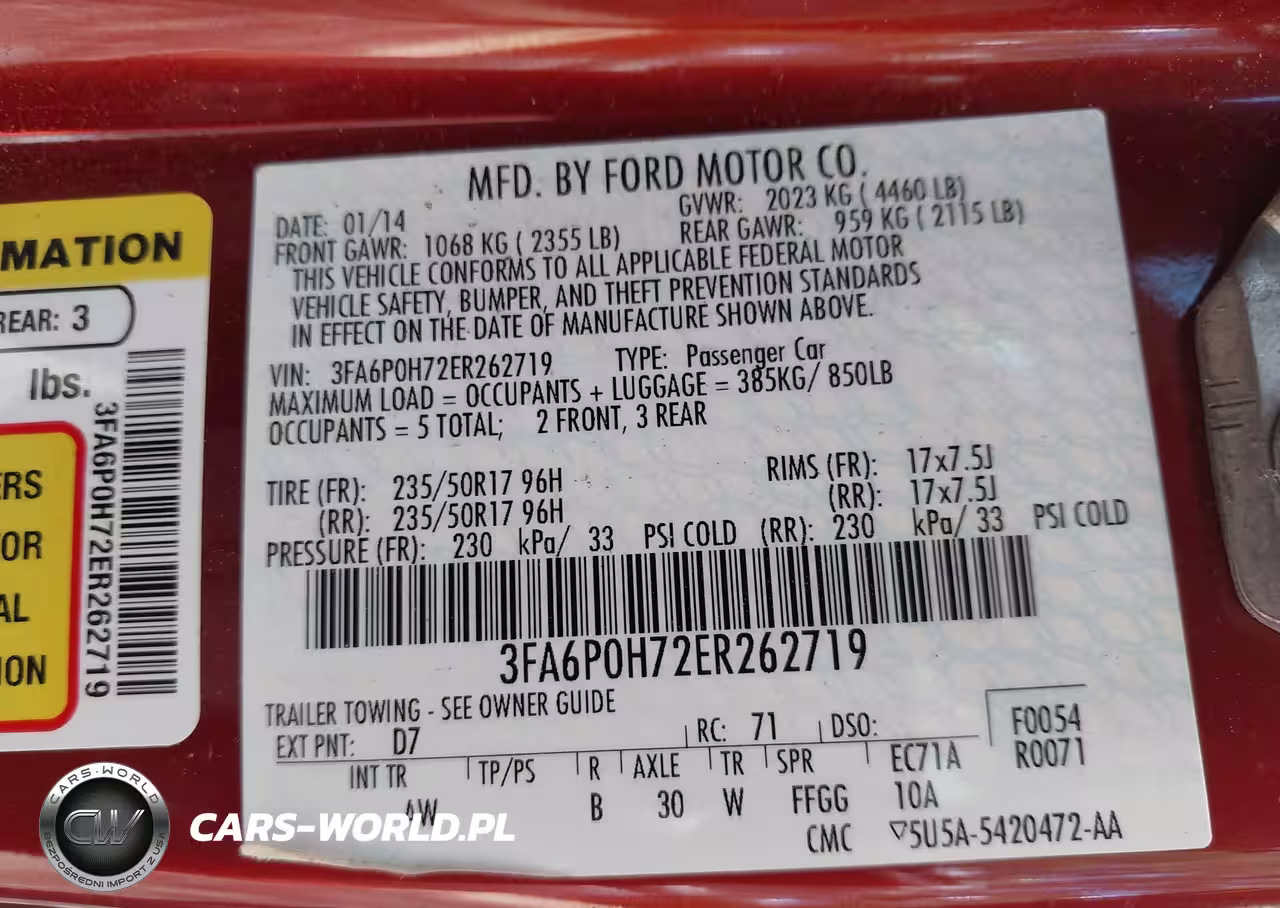 MATION
REAR: 3
lbs.
3FA6P0H72ER262719
ERS
OR
AL
ION
MFD. BY FORD MOTOR CO.
DATE: 01/14 GVWR: 2023 KG ( 4460 LB)
FRONT GAWR: 1068 KG ( 2355 LB) REAR GAWR: 959 KG ( 2115 LB)
THIS VEHICLE CONFORMS TO ALL APPLICABLE FEDERAL MOTOR
VEHICLE SAFETY, BUMPER, AND THEFT PREVENTION STANDARDS
IN EFFECT ON THE DATE OF MANUFACTURE SHOWN ABOVE.
VIN: 3FA6P0H72ER262719 TYPE: Passenger Car
MAXIMUM LOAD = OCCUPANTS + LUGGAGE = 385KG/ 850LB
OCCUPANTS = 5 TOTAL; 2 FRONT, 3 REAR
TIRE (FR): 235/50R17 96H RIMS (FR): 17x7.5J
(RR): 235/50R17 96H (RR): 17x7.5J
PRESSURE (FR): 230 kPa/ 33 PSI COLD (RR): 230 kPa/ 33 PSI COLD
3FA6P0H72ER262719
TRAILER TOWING - SEE OWNER GUIDE
EXT PNT: D7 RC: 71 DSO: F0054
INT TR TP/PS R AXLE TR SPR EC71A R0071
AW B 30 W FFGG 10A
CMC 5U5A-5420472-AA
CARS-WORLD
CW
BEZPOŚREDNI IMPORT Z USA
CARS-WORLD.PL